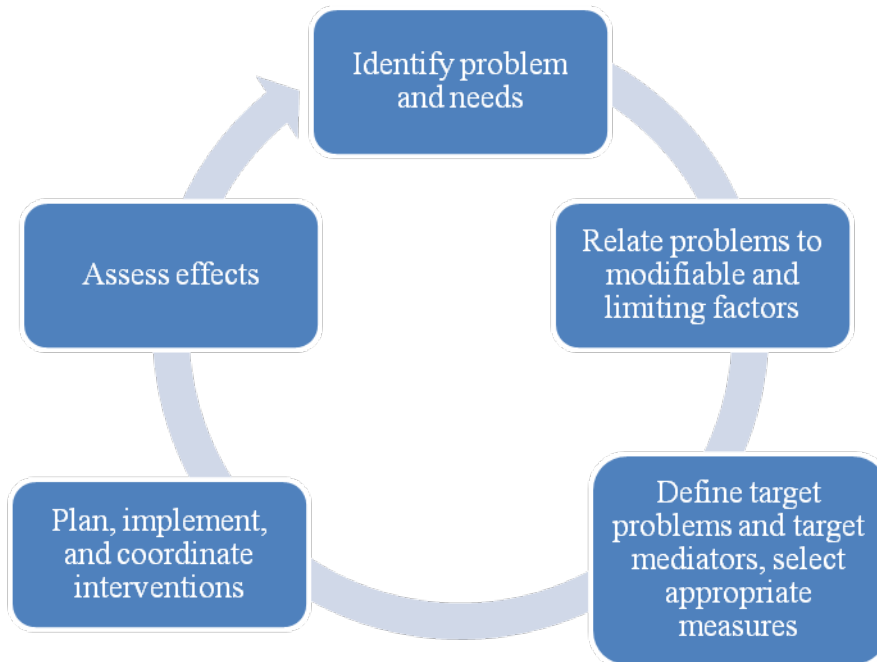 Identify problem
and needs
Relate problems to
modifiable and
limiting factors
Define target
problems and target
mediators, select
appropriate
measures
Plan, implement,
and coordinate
interventions
Assess effects